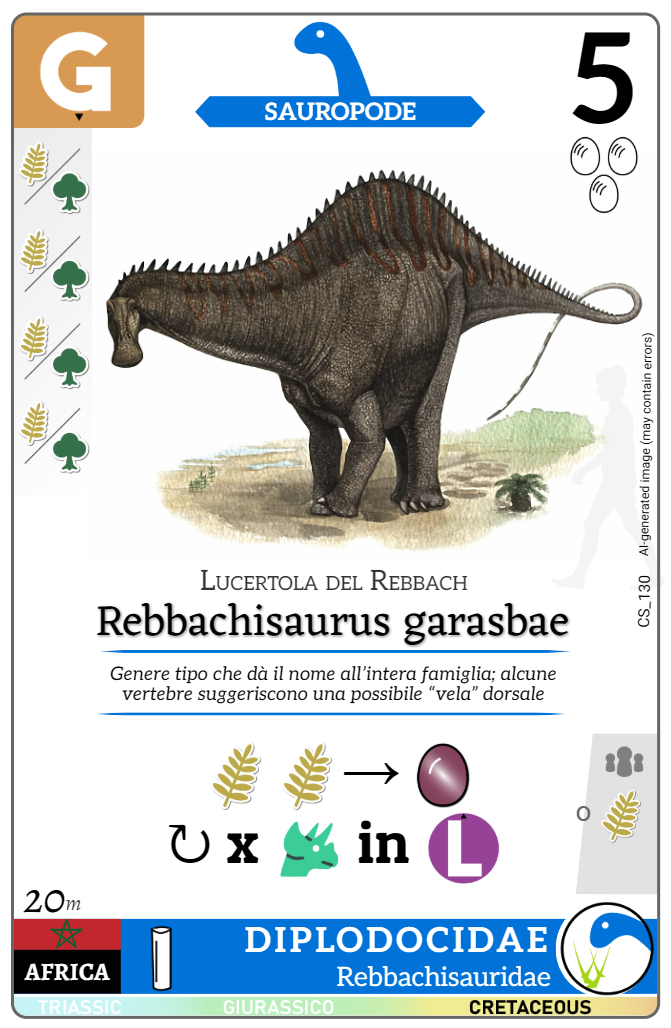 G
SAUROPODE
5
AI-generated image (may contain errors)
CS_130
Lucertola del Rebbach
Rebbachisaurus garasbae
Genere tipo che dà il nome all'intera famiglia; alcune
vertebre suggeriscono una possibile “vela” dorsale
→
↻ x in L
o
20m
AFRICA
DIPLODOCIDAE
Rebbachisauridae
TRIASSIC
GIURASSICO
CRETACEOUS